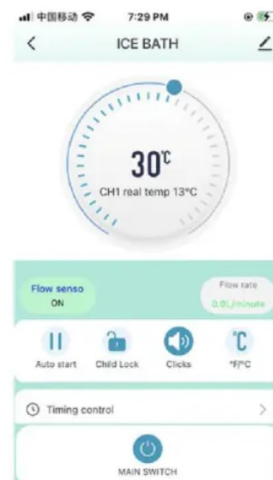 中国移动 7:29 PM
ICE BATH
30℃
CH1 real temp 13°C
Flow senso
ON
Flow rate
0.0L/minute
Auto start
Child Lock
Clicks
℃
°F/°C
Timing control
MAIN SWITCH